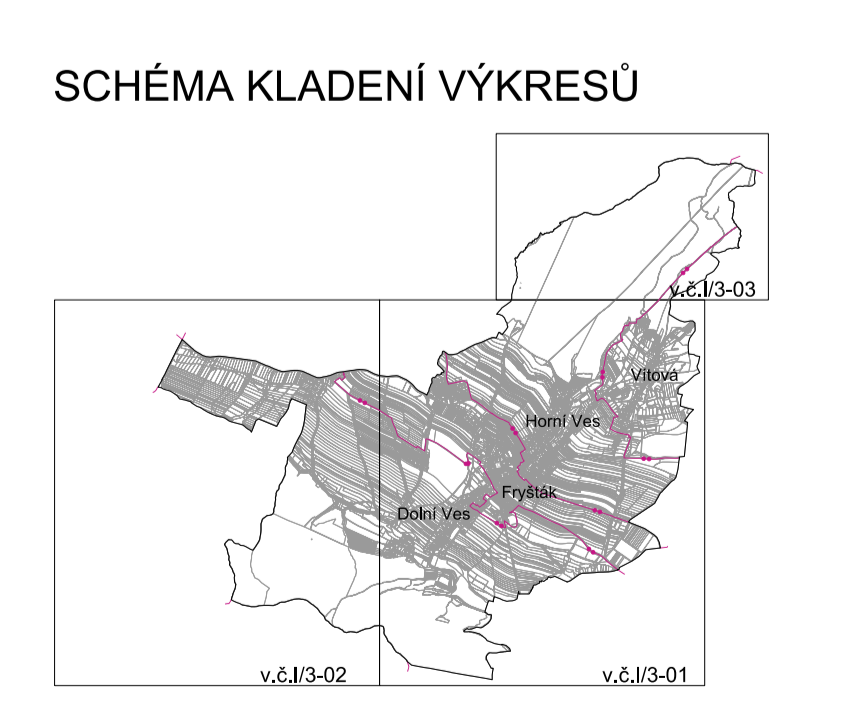 SCHÉMA KLADENÍ VÝKRESŮ
v.č.I/3-03
Vítová
Horní Ves
Fryšták
Dolní Ves
v.č.I/3-02
v.č.I/3-01